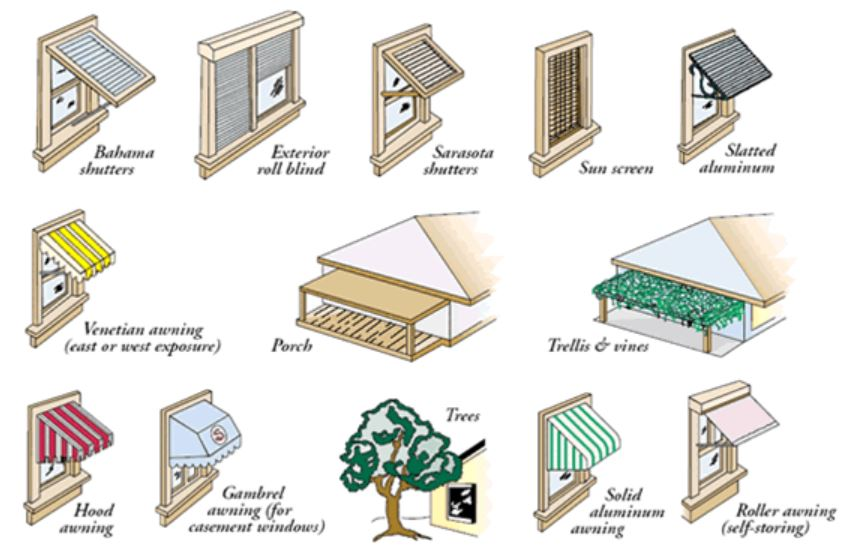 Bahama
shutters
Exterior
roll blind
Sarasota
shutters
Sun screen
Slatted
aluminum
Venetian awning
(east or west exposure)
Porch
Trellis & vines
Hood
awning
Gambrel
awning (for
casement windows)
Trees
Solid
aluminum
awning
Roller awning
(self-storing)